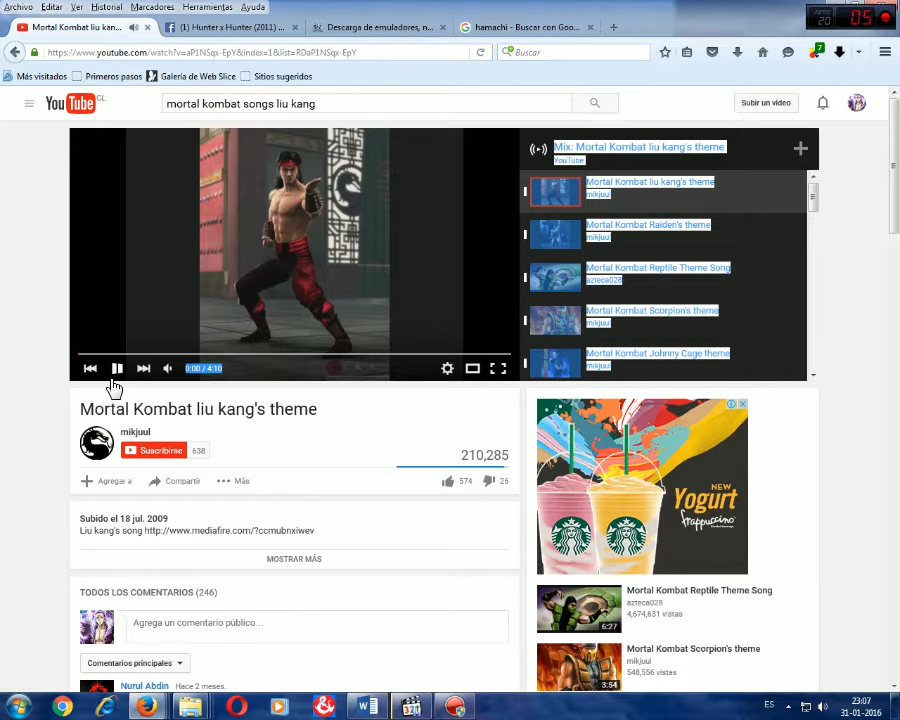 Archivo Editar Ver Historial Marcadores Herramientas Ayuda
AERO
20
05
Mortal Kombat liu kan...
(3) Hunter x Hunter (2011) ...
Descarga de emuladores, n...
hamachi - Buscar con Goo...
https://www.youtube.com/watch?v=aP1NSqx-EpY&index=1&list=RDaP1NSqx-EpY
Buscar
7
Más visitados
Primeros pasos
Galería de Web Slice
Sitios sugeridos
YouTube CL
mortal kombat songs liu kang
Subir un video
Mix: Mortal Kombat liu kang's theme
YouTube
Mortal Kombat liu kang's theme
mikjuul
Mortal Kombat Raiden's theme
mikjuul
Mortal Kombat Reptile Theme Song
azteca028
Mortal Kombat Scorpion's theme
mikjuul
Mortal Kombat Johnny Cage theme
mikjuul
0:00 / 4:10
Mortal Kombat liu kang's theme
mikjuul
Suscribirse 638
210,285
Agregar a
Compartir
Más
574
26
Subido el 18 jul. 2009
Liu kang's song http://www.mediafire.com/?ccmubnxiwev
MOSTRAR MÁS
TODOS LOS COMENTARIOS (246)
Agrega un comentario público...
Comentarios principales
Nurul Abdin Hace 2 meses.
NEW
Yogurt
frappuccino
Mortal Kombat Reptile Theme Song
azteca028
4,674,631 vistas
6:27
Mortal Kombat Scorpion's theme
mikjuul
548,556 vistas
3:54
ES
23:07
31-01-2016